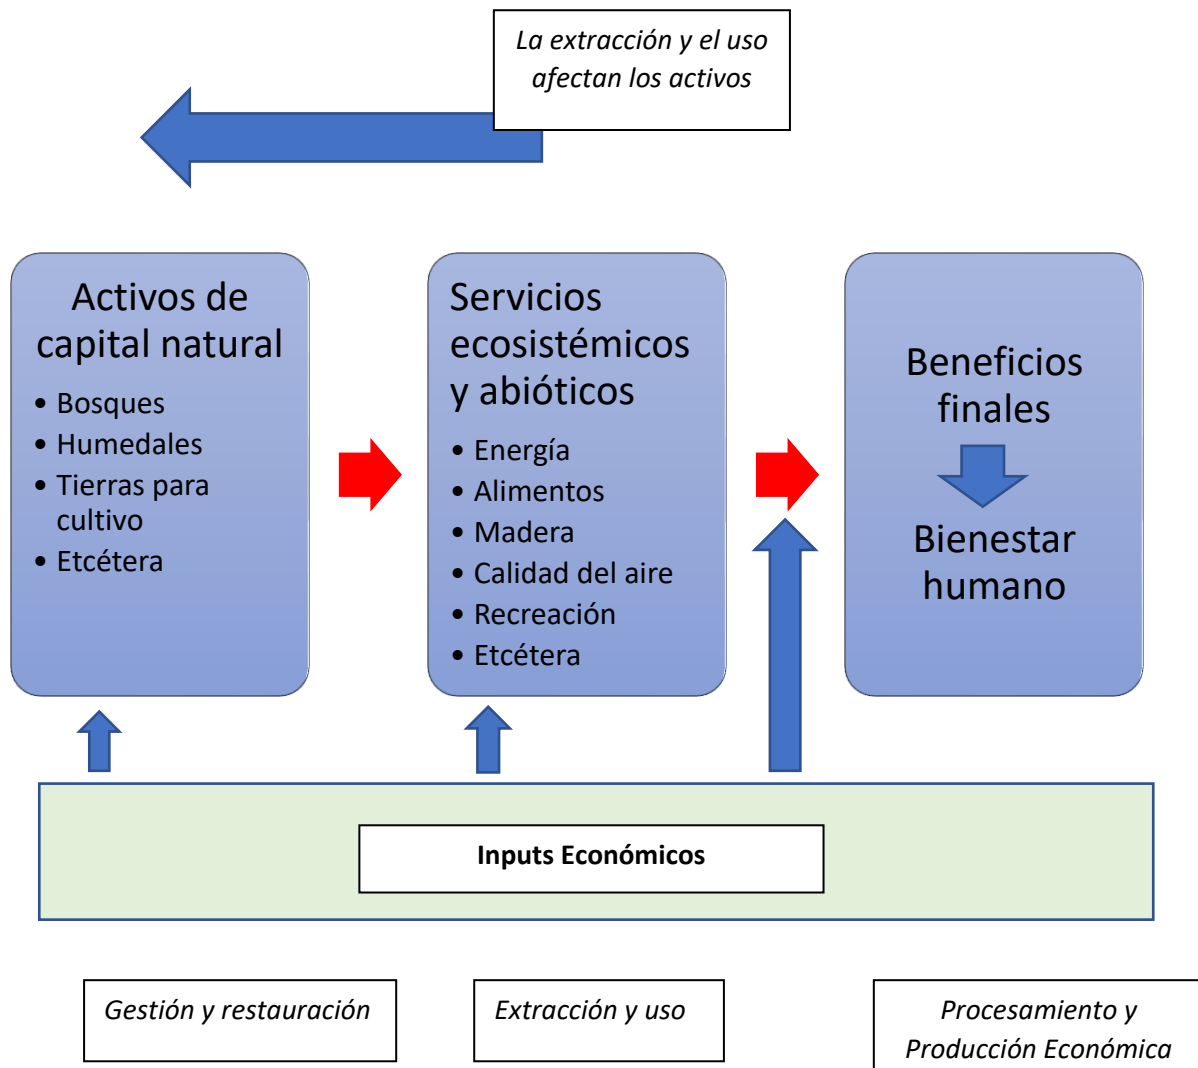 La extracción y el uso
afectan los activos
Activos de
capital natural
• Bosques
• Humedales
• Tierras para
cultivo
• Etcétera
Servicios
ecosistémicos
y abióticos
• Energía
• Alimentos
• Madera
• Calidad del aire
• Recreación
• Etcétera
Beneficios
finales
Bienestar
humano
Inputs Económicos
Gestión y restauración
Extracción y uso
Procesamiento y
Producción Económica